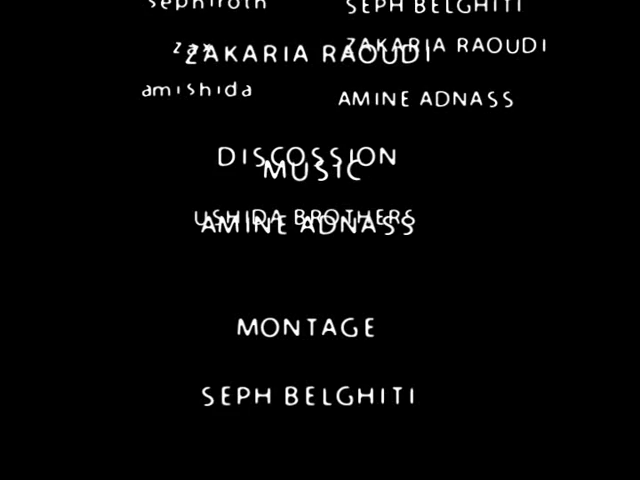 sephiroth SEPH BELGHITI
zax ZAKARIA RAOUDI
ZAKARIA RAOUDI
amishida AMINE ADNASS
DISCOSSION
MUSIC
USHIDA BROTHERS
AMINE ADNASS
MONTAGE
SEPH BELGHITI